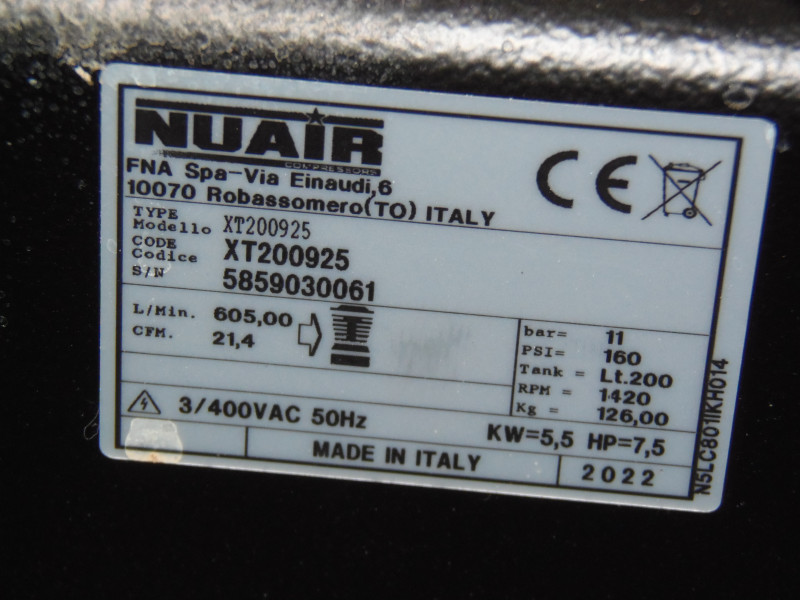 NUAIR
COMPRESSORS
FNA Spa-Via Einaudi,6
10070 Robassomero(TO) ITALY
CE
TYPE
Modello XT200925
CODE
Codice XT200925
S/N 5859030061
L/Min. 605,00
CFM. 21,4
bar= 11
PSI= 160
Tank = Lt.200
RPM = 1420
Kg = 126,00
3/400VAC 50Hz
KW=5,5 HP=7,5
MADE IN ITALY
2022
N5LC801IKH014